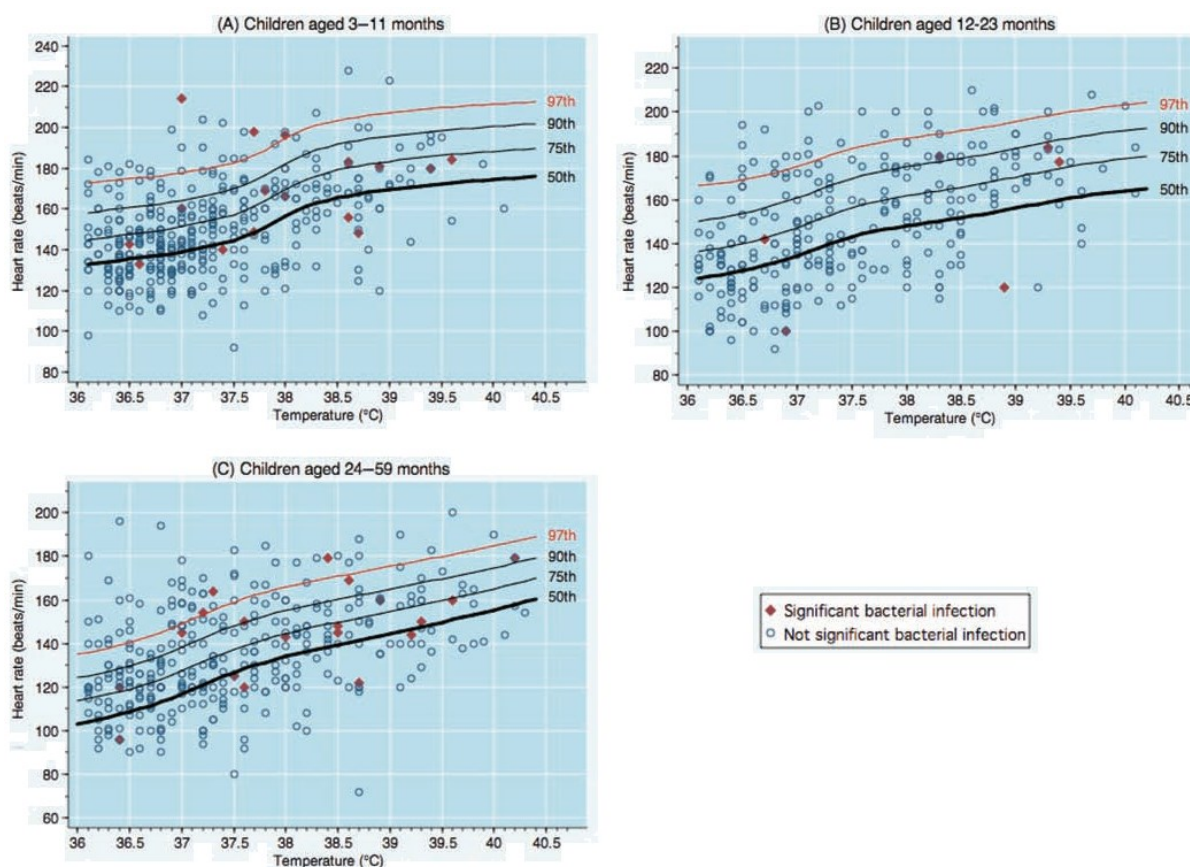 (A) Children aged 3–11 months
Heart rate (beats/min)
240
220
200
180
160
140
120
100
80
97th
90th
75th
50th
36 36.5 37 37.5 38 38.5 39 39.5 40 40.5
Temperature (°C)
(B) Children aged 12-23 months
Heart rate (beats/min)
220
200
180
160
140
120
100
80
97th
90th
75th
50th
36 36.5 37 37.5 38 38.5 39 39.5 40 40.5
Temperature (°C)
(C) Children aged 24–59 months
Heart rate (beats/min)
200
180
160
140
120
100
80
60
97th
90th
75th
50th
36 36.5 37 37.5 38 38.5 39 39.5 40 40.5
Temperature (°C)
Significant bacterial infection
Not significant bacterial infection